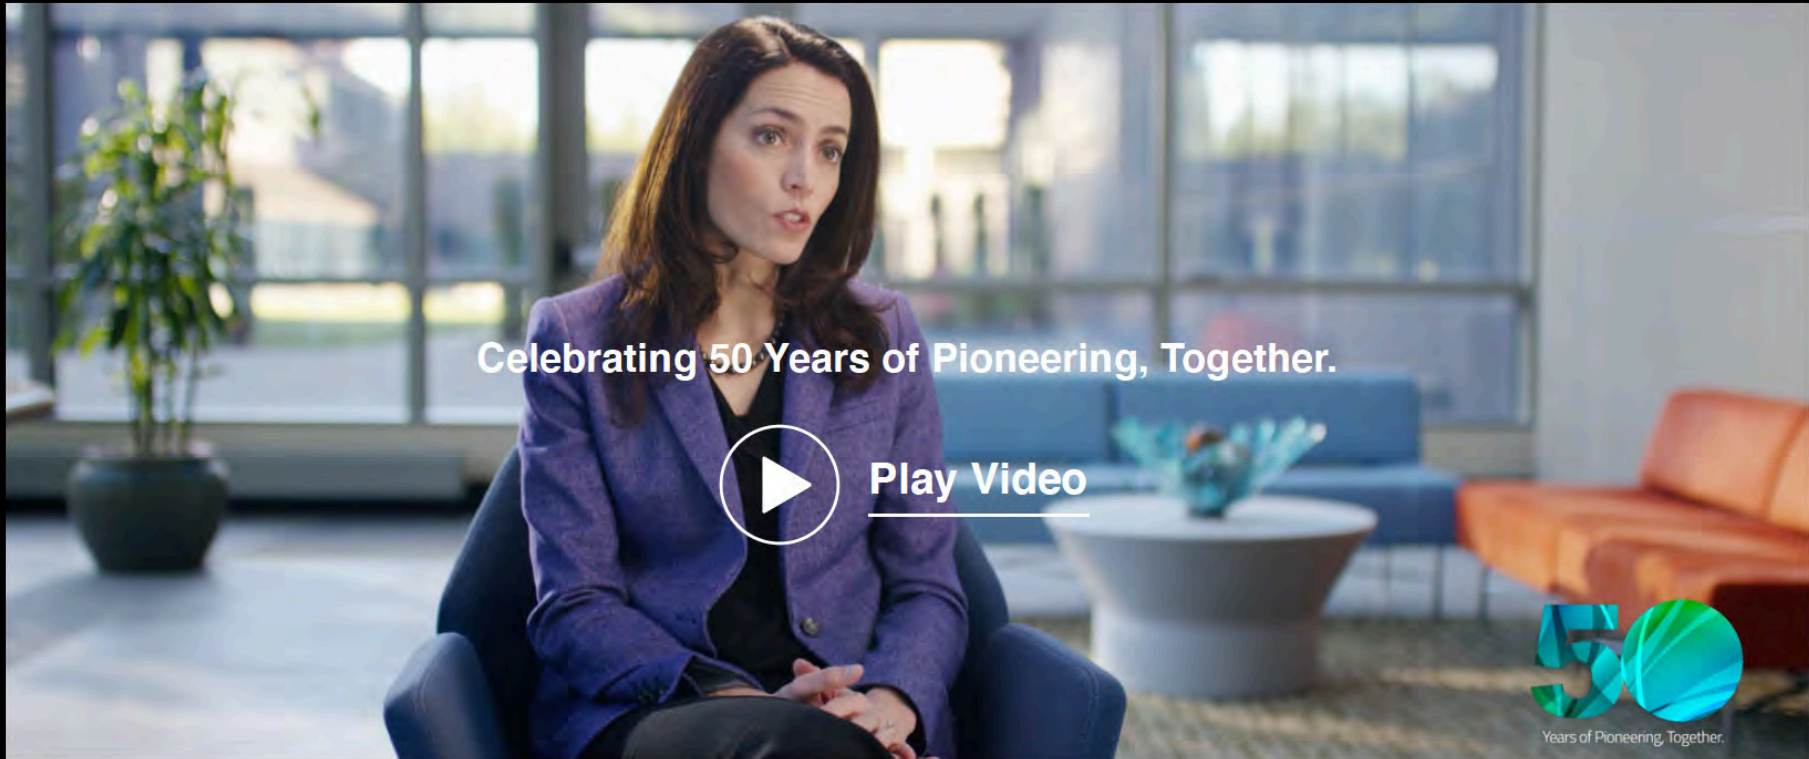 Celebrating 50 Years of Pioneering, Together.
Play Video
50
Years of Pioneering, Together.